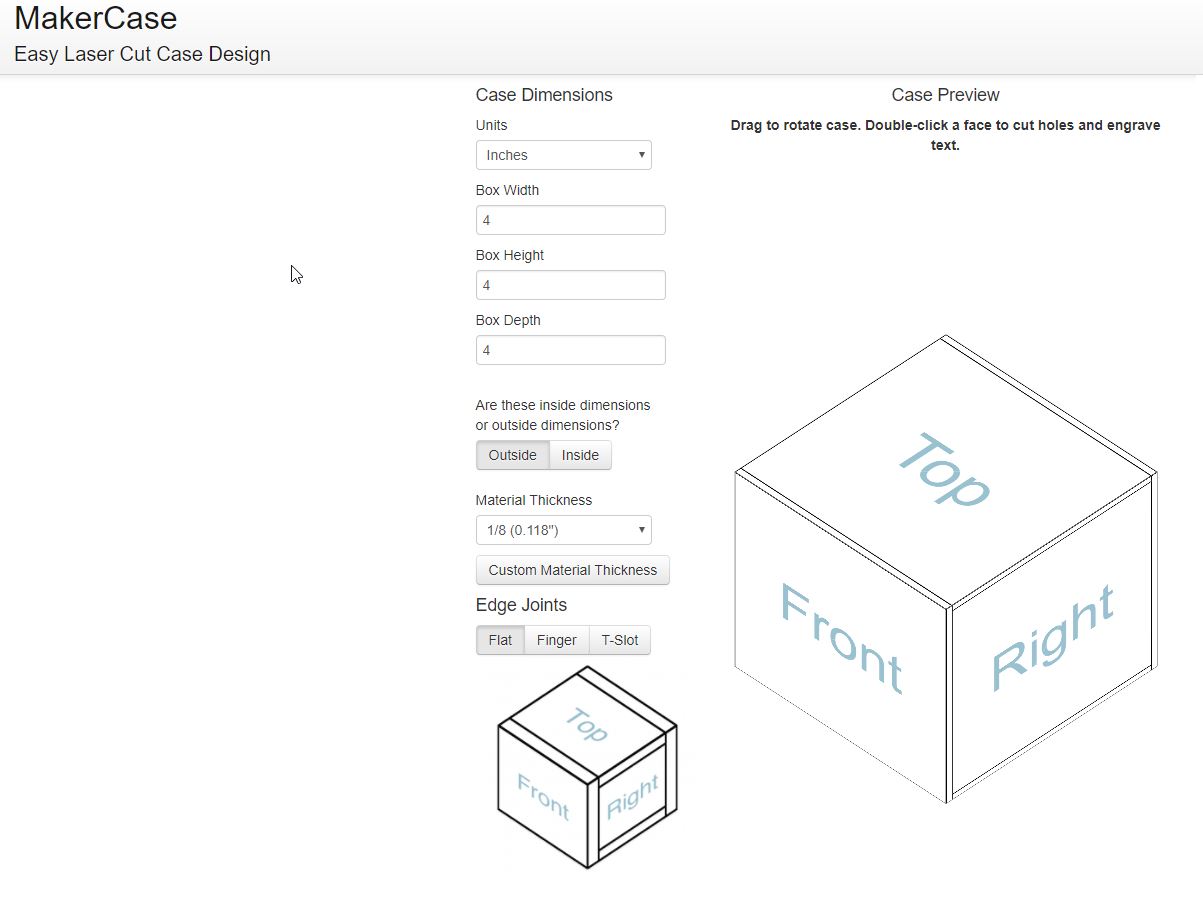 MakerCase
Easy Laser Cut Case Design
Case Dimensions
Units
Inches
Box Width
4
Box Height
4
Box Depth
4
Are these inside dimensions
or outside dimensions?
Outside Inside
Material Thickness
1/8 (0.118")
Custom Material Thickness
Edge Joints
Flat Finger T-Slot
Top
Front Right
Case Preview
Drag to rotate case. Double-click a face to cut holes and engrave
text.
Top
Front Right